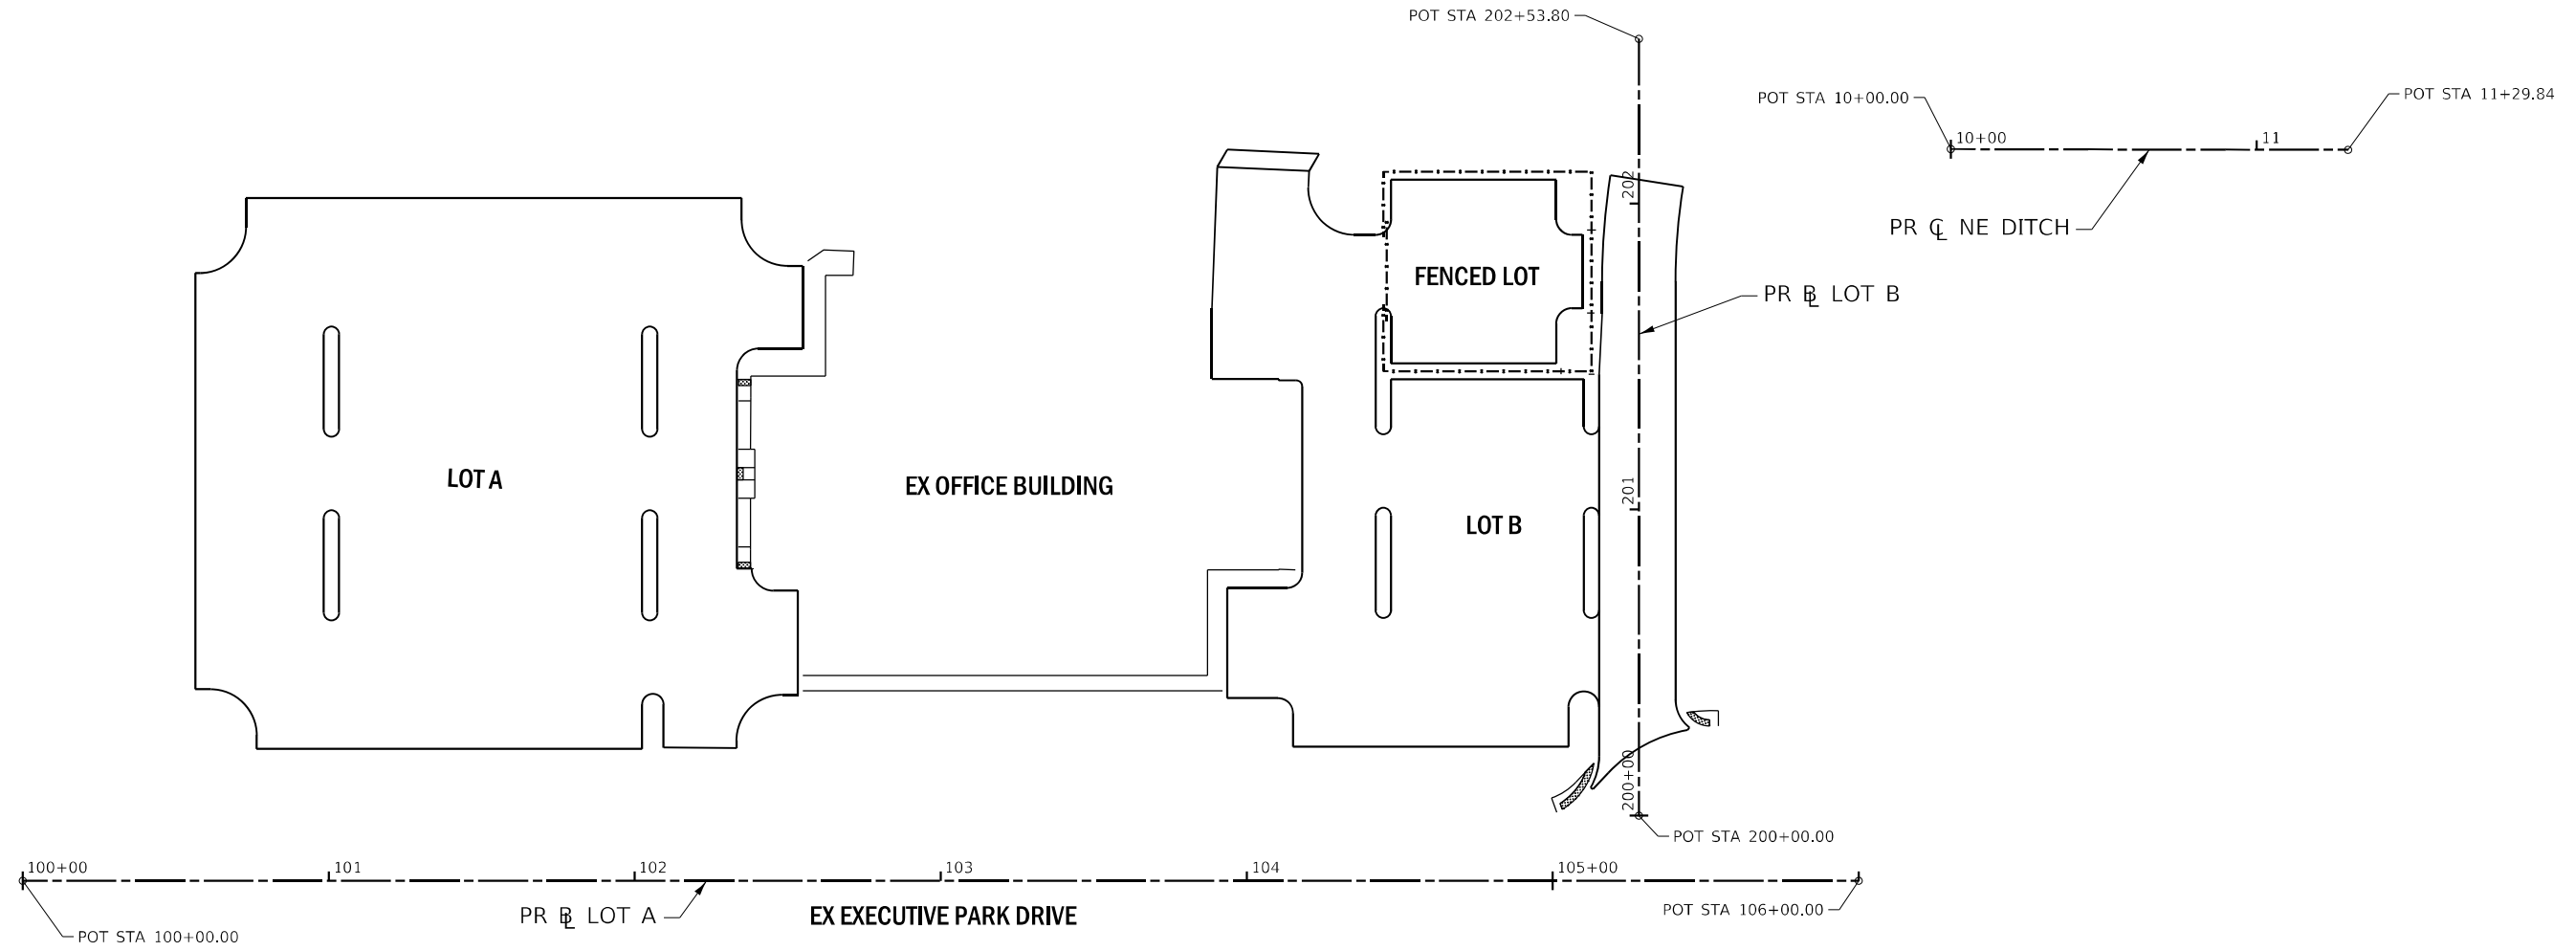 POT STA 202+53.80
POT STA 10+00.00
POT STA 11+29.84
10+00
11
202
PR ℄ NE DITCH
FENCED LOT
PR BL LOT B
LOT A
EX OFFICE BUILDING
201
LOT B
200+00
POT STA 200+00.00
100+00
101
102
103
104
105+00
PR BL LOT A
EX EXECUTIVE PARK DRIVE
POT STA 106+00.00
POT STA 100+00.00